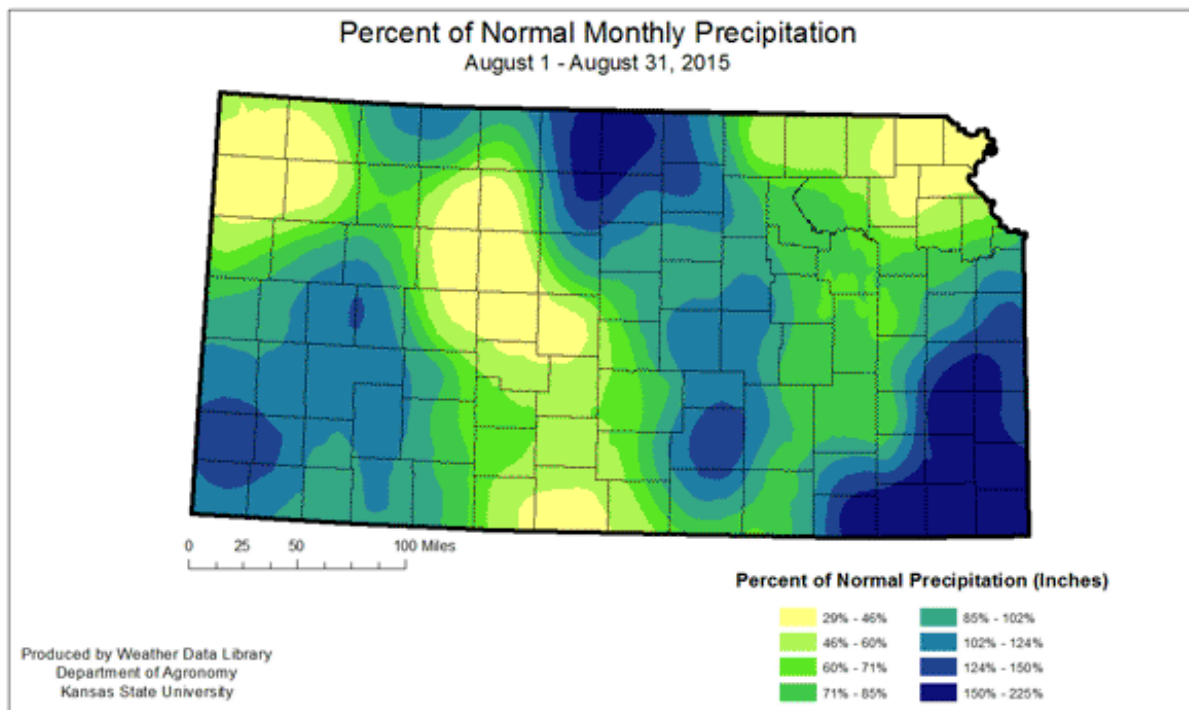 Percent of Normal Monthly Precipitation
August 1 - August 31, 2015
0 25 50 100 Miles
Percent of Normal Precipitation (Inches)
29% - 46%
46% - 60%
60% - 71%
71% - 85%
85% - 102%
102% - 124%
124% - 150%
150% - 225%
Produced by Weather Data Library
Department of Agronomy
Kansas State University